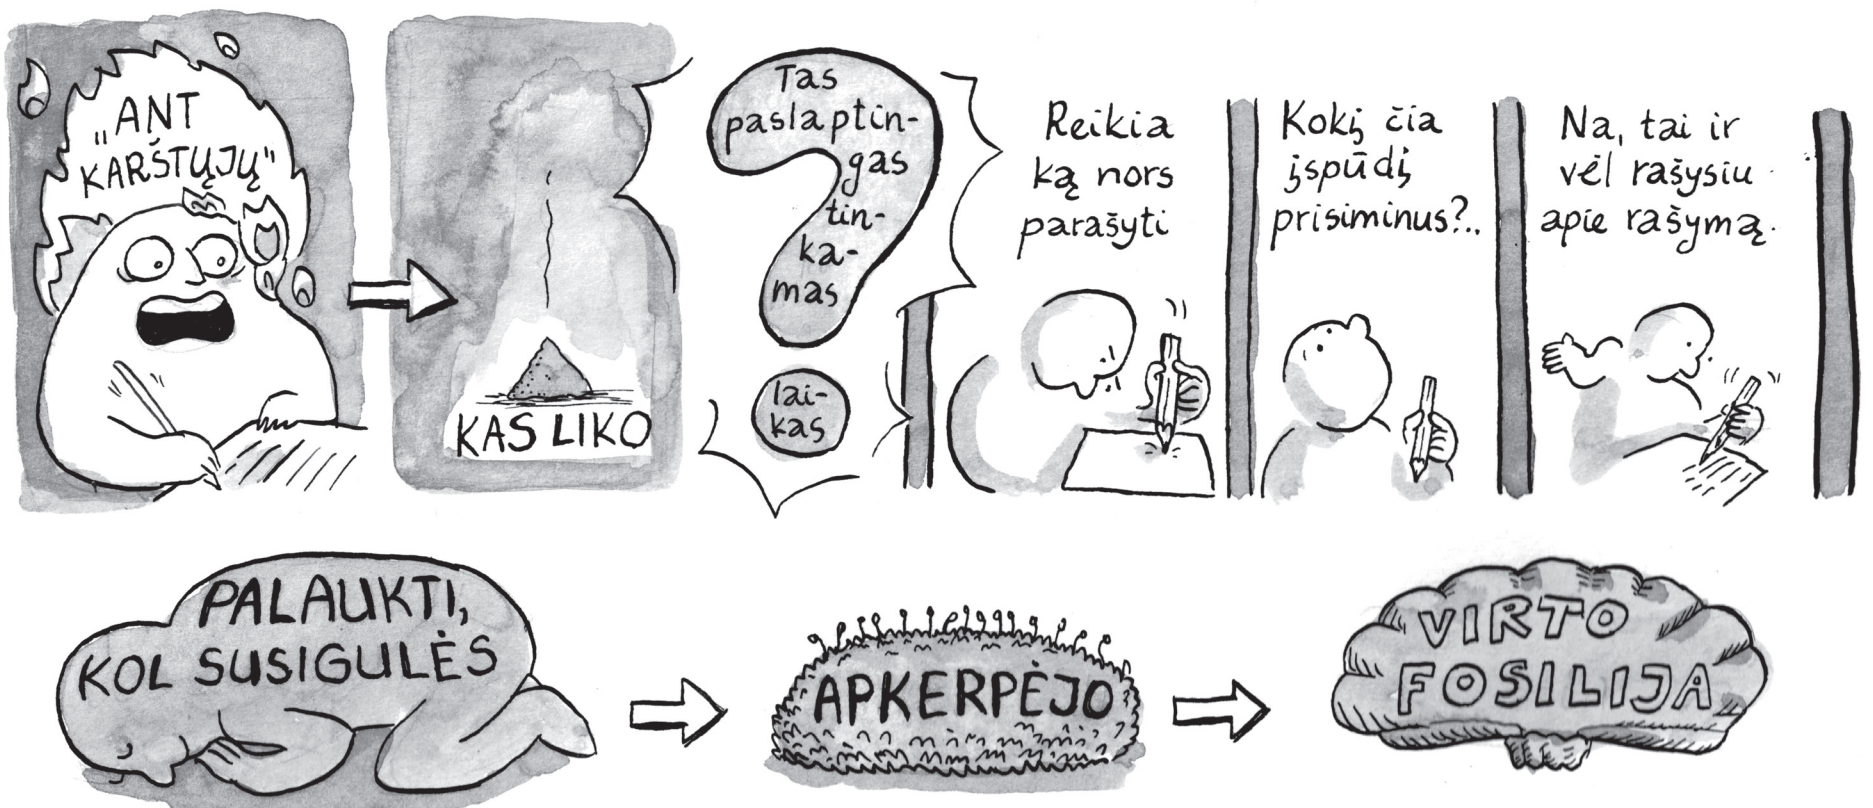 „ANT
KARŠTŲJŲ“
KAS LIKO
Tas
paslaptin-
gas
tin-
ka-
mas
lai-
kas
Reikia
ką nors
parašyti
Kokį čia
įspūdį
prisiminus?..
Na, tai ir
vėl rašysiu
apie rašymą.
PALAUKTI,
KOL SUSIGULĖS
APKERPĖJO
VIRTO
FOSILIJA